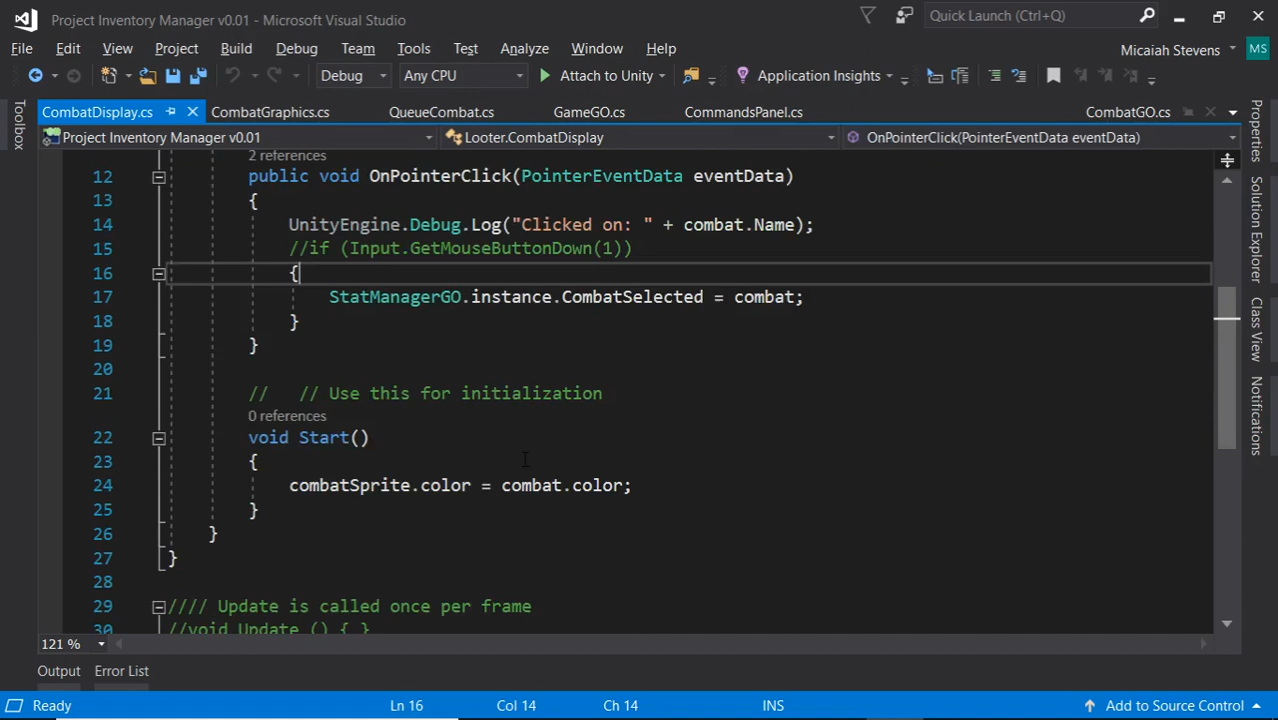 Project Inventory Manager v0.01 - Microsoft Visual Studio
Quick Launch (Ctrl+Q)
File Edit View Project Build Debug Team Tools Test Analyze Window Help
Micaiah Stevens MS
Debug Any CPU Attach to Unity Application Insights
Toolbox
CombatDisplay.cs CombatGraphics.cs QueueCombat.cs GameGO.cs CommandsPanel.cs CombatGO.cs
Project Inventory Manager v0.01 Looter.CombatDisplay OnPointerClick(PointerEventData eventData)
2 references
12 public void OnPointerClick(PointerEventData eventData)
13 {
14 UnityEngine.Debug.Log("Clicked on: " + combat.Name);
15 //if (Input.GetMouseButtonDown(1))
16 {
17 StatManagerGO.instance.CombatSelected = combat;
18 }
19 }
20
21 // // Use this for initialization
0 references
22 void Start()
23 {
24 combatSprite.color = combat.color;
25 }
26 }
27 }
28
29 //// Update is called once per frame
30 //void Update () { }
121 %
Properties
Solution Explorer
Class View
Notifications
Output Error List
Ready Ln 16 Col 14 Ch 14 INS Add to Source Control